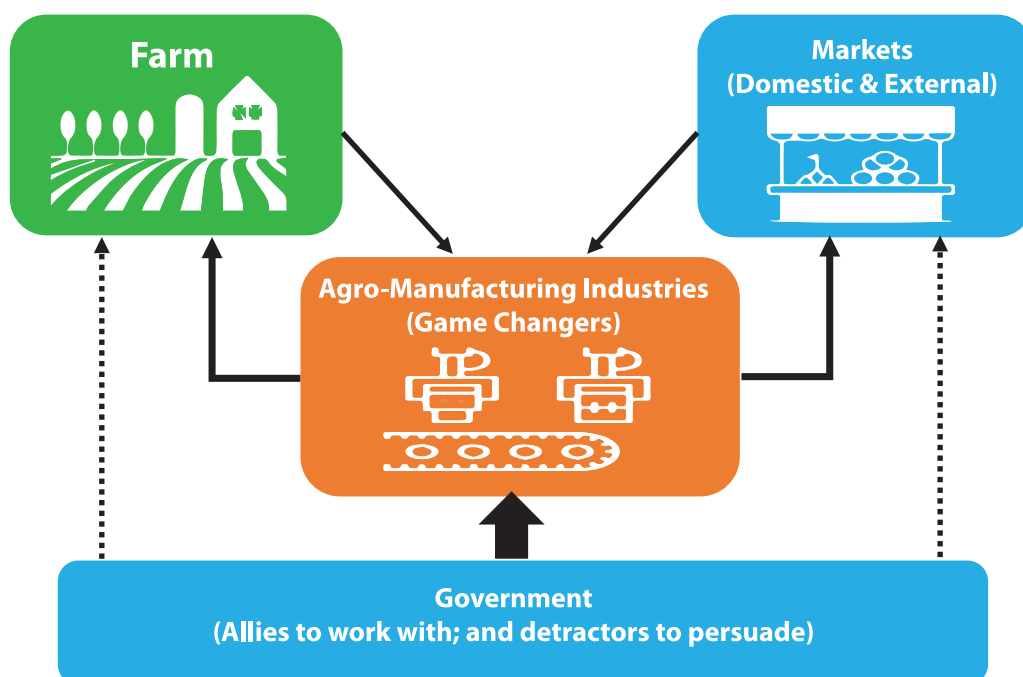 Farm
Markets
(Domestic & External)
Agro-Manufacturing Industries
(Game Changers)
Government
(Allies to work with; and detractors to persuade)